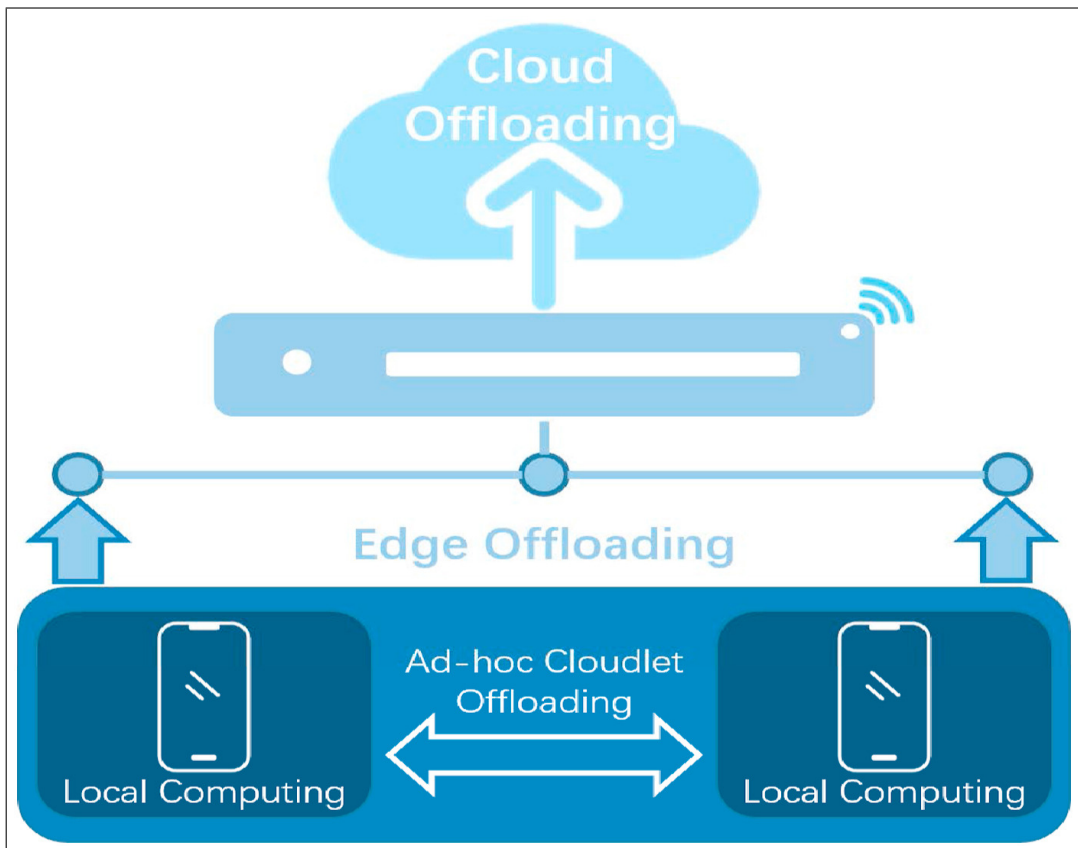 Cloud
Offloading
Edge Offloading
Ad-hoc Cloudlet
Offloading
Local Computing
Local Computing